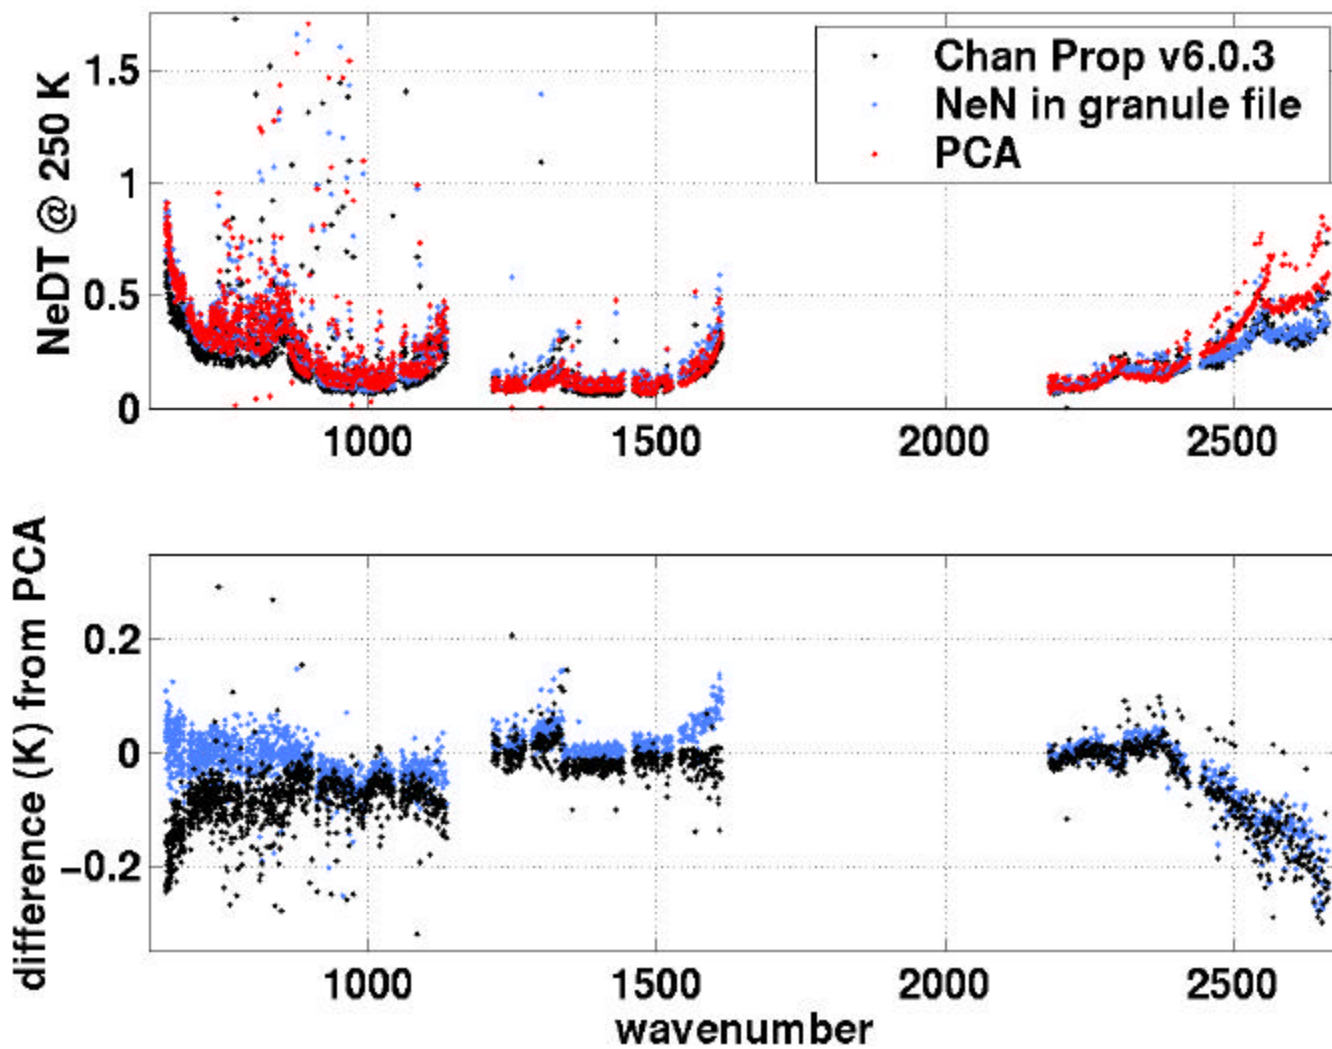 NeDT @ 250 K
1.5
1
0.5
0
Chan Prop v6.0.3
NeN in granule file
PCA
1000
1500
2000
2500
difference (K) from PCA
0.2
0
−0.2
1000
1500
2000
2500
wavenumber